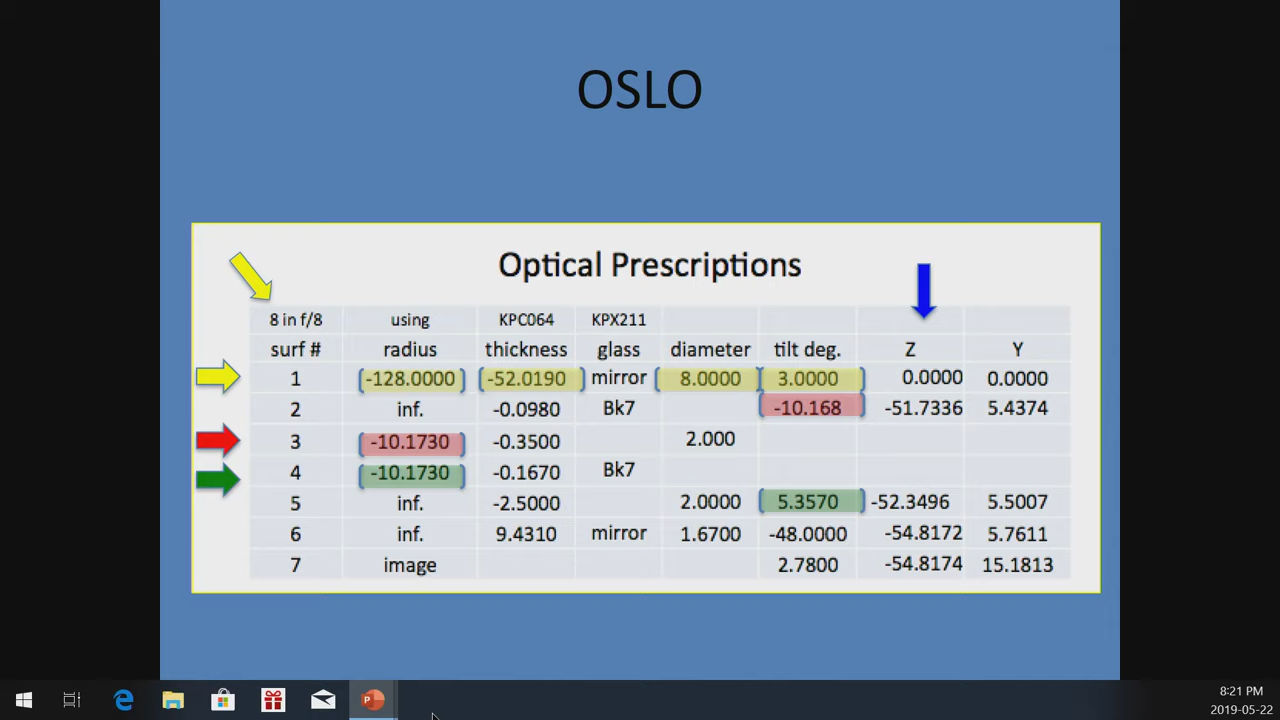 OSLO
Optical Prescriptions
8 in f/8 using KPC064 KPX211
surf # radius thickness glass diameter tilt deg. Z Y
1 -128.0000 -52.0190 mirror 8.0000 3.0000 0.0000 0.0000
2 inf. -0.0980 Bk7 -10.168 -51.7336 5.4374
3 -10.1730 -0.3500 2.000
4 -10.1730 -0.1670 Bk7
5 inf. -2.5000 2.0000 5.3570 -52.3496 5.5007
6 inf. 9.4310 mirror 1.6700 -48.0000 -54.8172 5.7611
7 image 2.7800 -54.8174 15.1813
8:21 PM
2019-05-22